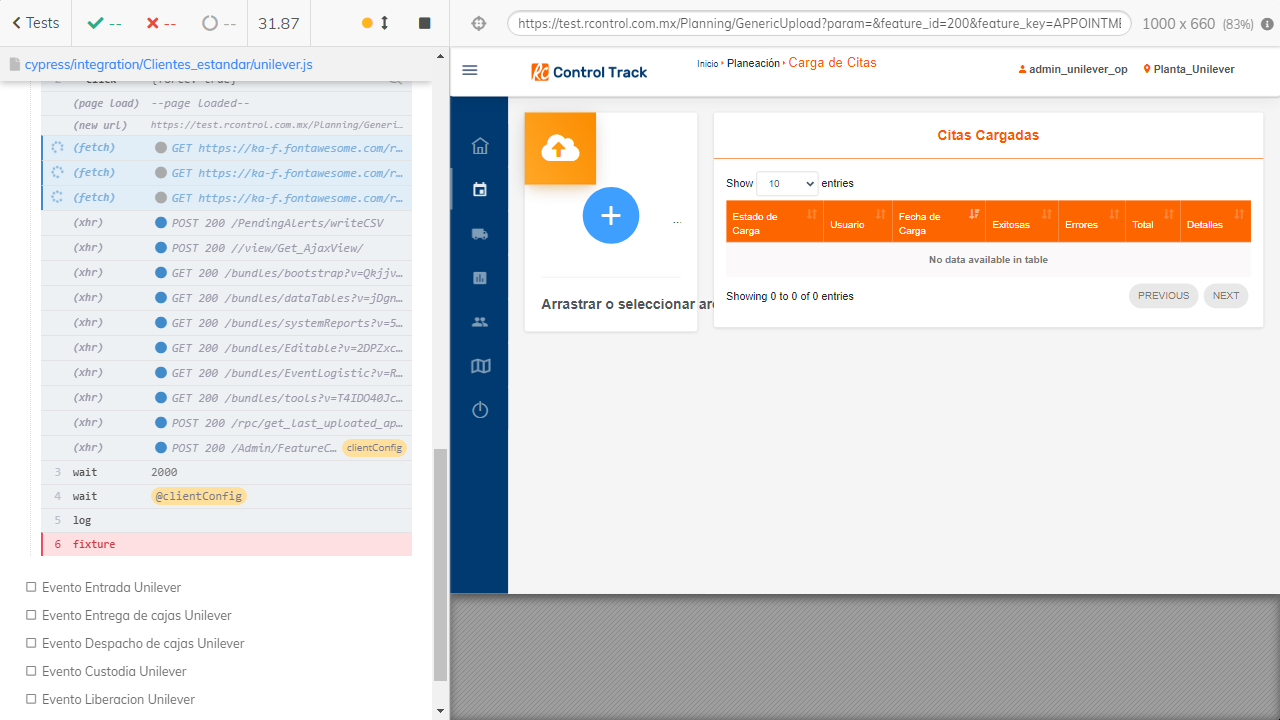 Tests
--
--
--
31.87
cypress/integration/Clientes_estandar/unilever.js
(page load) --page loaded--
(new url) https://test.rcontrol.com.mx/Planning/Generi...
(fetch) GET https://ka-f.fontawesome.com/r...
(fetch) GET https://ka-f.fontawesome.com/r...
(fetch) GET https://ka-f.fontawesome.com/r...
(xhr) POST 200 /PendingAlerts/writeCSV
(xhr) POST 200 //view/Get_AjaxView/
(xhr) GET 200 /bundles/bootstrap?v=Qkjjv...
(xhr) GET 200 /bundles/dataTables?v=jDgn...
(xhr) GET 200 /bundles/systemReports?v=5...
(xhr) GET 200 /bundles/Editable?v=2DPZxc...
(xhr) GET 200 /bundles/EventLogistic?v=R...
(xhr) GET 200 /bundles/tools?v=T4IDO40Jc...
(xhr) POST 200 /rpc/get_last_uploaded_ap...
(xhr) POST 200 /Admin/FeatureC... clientConfig
3 wait 2000
4 wait @clientConfig
5 log
6 fixture
Evento Entrada Unilever
Evento Entrega de cajas Unilever
Evento Despacho de cajas Unilever
Evento Custodia Unilever
Evento Liberacion Unilever
https://test.rcontrol.com.mx/Planning/GenericUpload?param=&feature_id=200&feature_key=APPOINTME
1000 x 660 (83%)
RC Control Track
Inicio Planeación Carga de Citas
admin_unilever_op
Planta_Unilever
...
Arrastrar o seleccionar arc
Citas Cargadas
Show 10 entries
Estado de Carga Usuario Fecha de Carga Exitosas Errores Total Detalles
No data available in table
Showing 0 to 0 of 0 entries
PREVIOUS NEXT